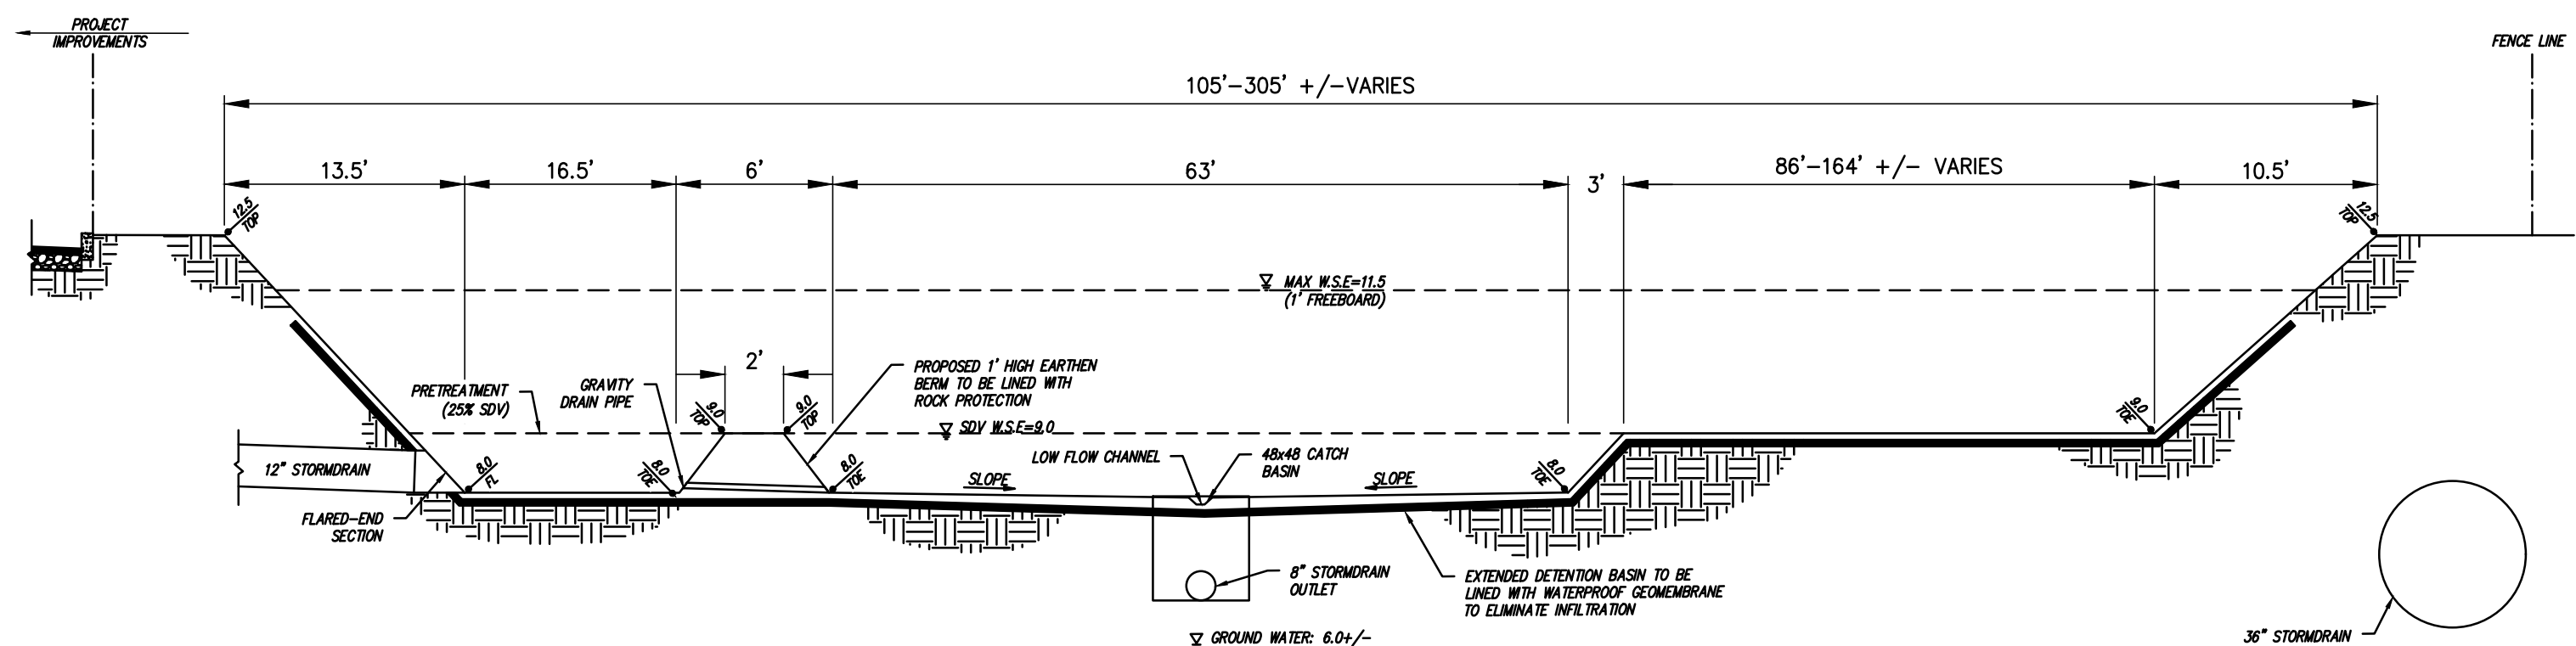 PROJECT
IMPROVEMENTS
FENCE LINE
105'-305' +/-VARIES
13.5'
16.5'
6'
63'
3'
86'-164' +/- VARIES
10.5'
12.5
TOP
12.5
TOP
MAX W.S.E=11.5
(1' FREEBOARD)
2'
PRETREATMENT
(25% SDV)
GRAVITY
DRAIN PIPE
PROPOSED 1' HIGH EARTHEN
BERM TO BE LINED WITH
ROCK PROTECTION
9.0
TOP
9.0
TOP
SDV W.S.E=9.0
9.0
TOE
12" STORMDRAIN
8.0
FL
8.0
TOE
8.0
TOE
LOW FLOW CHANNEL
48x48 CATCH
BASIN
SLOPE
SLOPE
8.0
TOE
FLARED-END
SECTION
8" STORMDRAIN
OUTLET
EXTENDED DETENTION BASIN TO BE
LINED WITH WATERPROOF GEOMEMBRANE
TO ELIMINATE INFILTRATION
GROUND WATER: 6.0+/-
36" STORMDRAIN